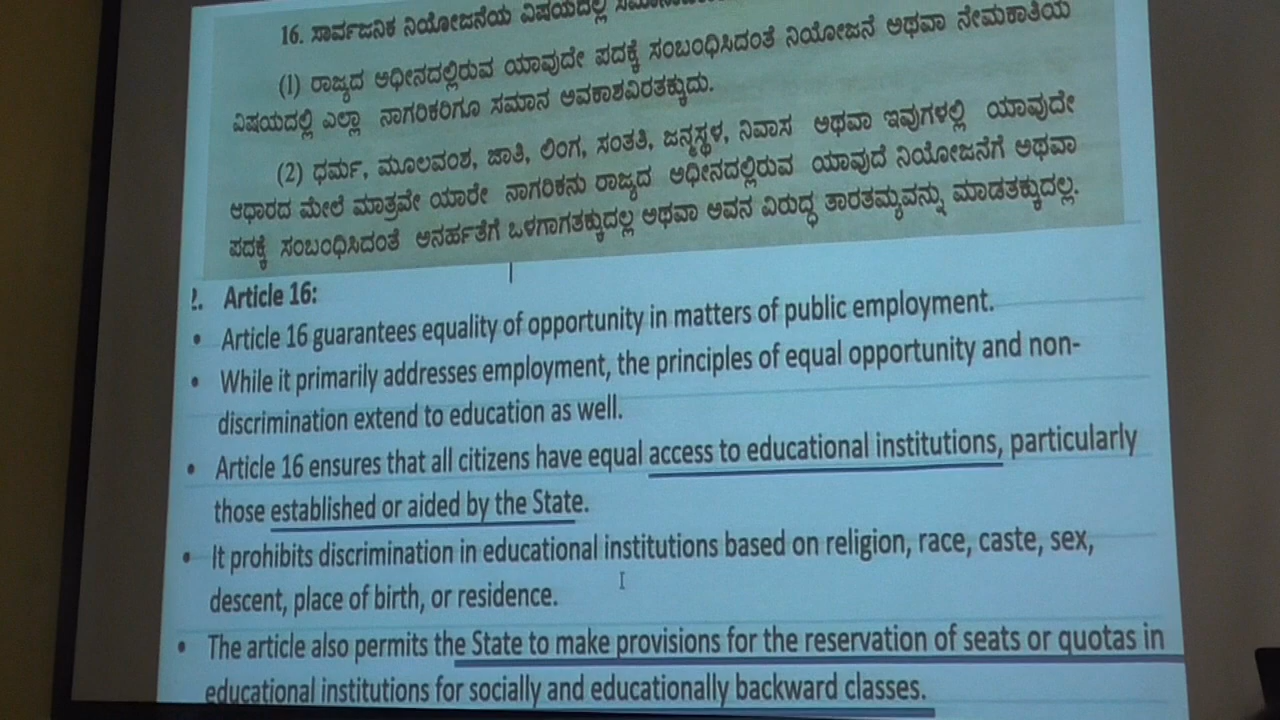 16. ಸಾರ್ವಜನಿಕ ನಿಯೋಜನೆಯ ವಿಷಯದಲ್ಲಿ
(1) ರಾಜ್ಯದ ಅಧೀನದಲ್ಲಿರುವ ಯಾವುದೇ ಪದಕ್ಕೆ ಸಂಬಂಧಿಸಿದಂತೆ ನಿಯೋಜನೆ ಅಥವಾ ನೇಮಕಾತಿಯ
ವಿಷಯದಲ್ಲಿ ಎಲ್ಲಾ ನಾಗರಿಕರಿಗೂ ಸಮಾನ ಅವಕಾಶವಿರತಕ್ಕುದು.
(2) ಧರ್ಮ, ಮೂಲವಂಶ, ಜಾತಿ, ಲಿಂಗ, ಸಂತತಿ, ಜನ್ಮಸ್ಥಳ, ನಿವಾಸ ಅಥವಾ ಇವುಗಳಲ್ಲಿ ಯಾವುದೇ
ಆಧಾರದ ಮೇಲೆ ಮಾತ್ರವೇ ಯಾರೇ ನಾಗರಿಕನು ರಾಜ್ಯದ ಅಧೀನದಲ್ಲಿರುವ ಯಾವುದೆ ನಿಯೋಜನೆಗೆ ಅಥವಾ
ಪದಕ್ಕೆ ಸಂಬಂಧಿಸಿದಂತೆ ಅನರ್ಹತೆಗೆ ಒಳಗಾಗತಕ್ಕುದಲ್ಲ ಅಥವಾ ಅವನ ವಿರುದ್ಧ ತಾರತಮ್ಯವನ್ನು ಮಾಡತಕ್ಕುದಲ್ಲ.
2. Article 16:
• Article 16 guarantees equality of opportunity in matters of public employment.
• While it primarily addresses employment, the principles of equal opportunity and non-
discrimination extend to education as well.
• Article 16 ensures that all citizens have equal access to educational institutions, particularly
those established or aided by the State.
• It prohibits discrimination in educational institutions based on religion, race, caste, sex,
descent, place of birth, or residence.
• The article also permits the State to make provisions for the reservation of seats or quotas in
educational institutions for socially and educationally backward classes.